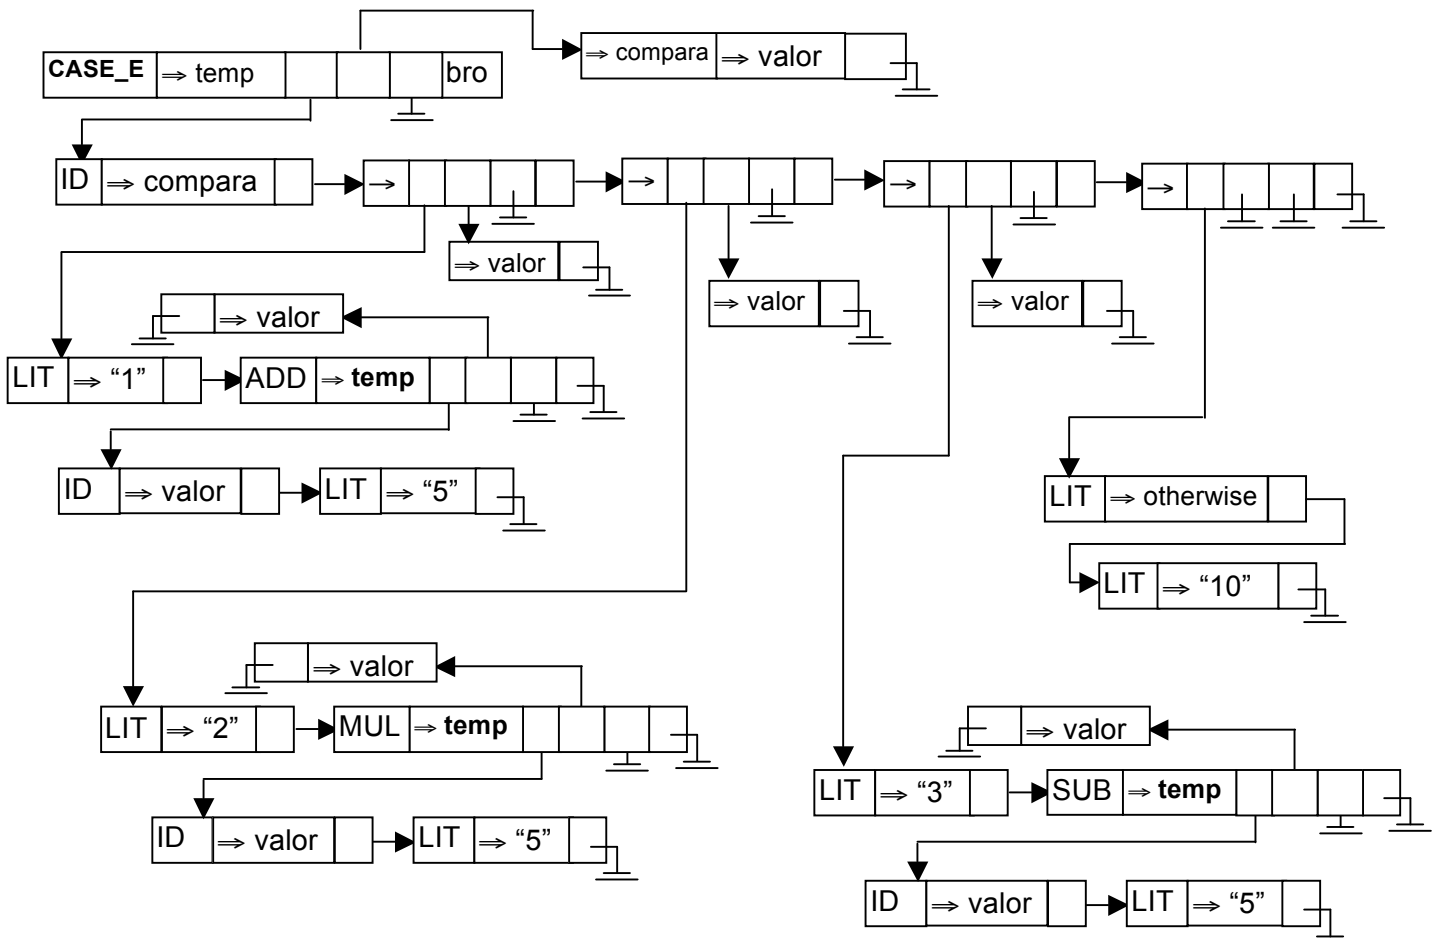 ⇒ compara ⇒ valor
CASE_E ⇒ temp bro
ID ⇒ compara → → → →
⇒ valor
⇒ valor
⇒ valor
⇒ valor
LIT ⇒ “1” ADD ⇒ temp
ID ⇒ valor LIT ⇒ “5”
LIT ⇒ otherwise
LIT ⇒ “10”
⇒ valor
LIT ⇒ “2” MUL ⇒ temp
ID ⇒ valor LIT ⇒ “5”
⇒ valor
LIT ⇒ “3” SUB ⇒ temp
ID ⇒ valor LIT ⇒ “5”